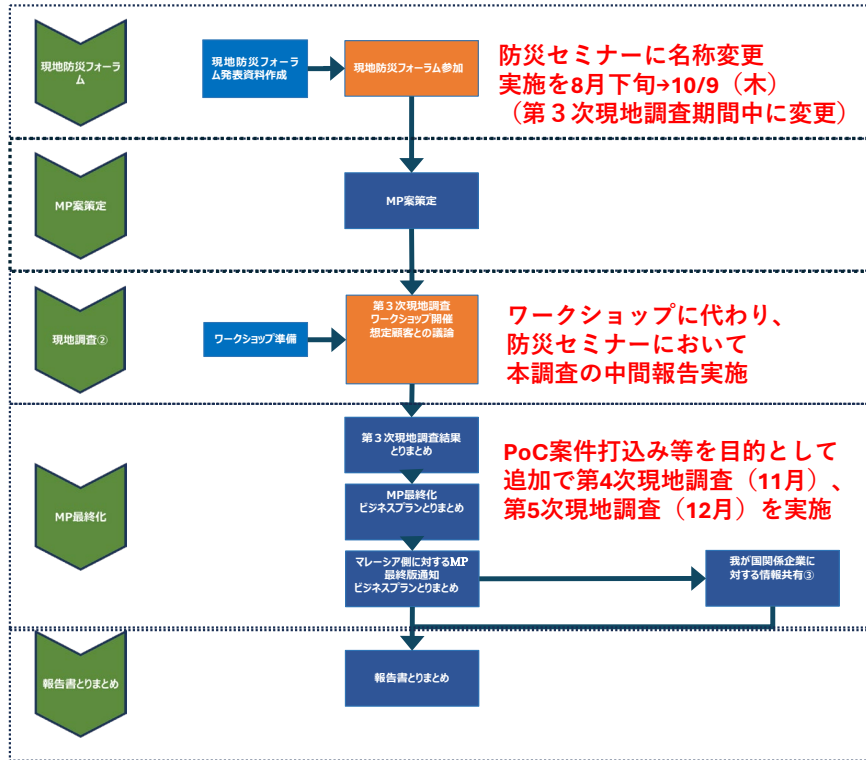 現地防災フォーラ
ム
現地防災フォーラ
ム発表資料作成
現地防災フォーラム参加
防災セミナーに名称変更
実施を8月下旬→10/9（木）
（第３次現地調査期間中に変更）
MP案策定
MP案策定
現地調査②
ワークショップ準備
第３次現地調査
ワークショップ開催
想定顧客との議論
ワークショップに代わり、
防災セミナーにおいて
本調査の中間報告実施
MP最終化
第３次現地調査結果
とりまとめ
MP最終化
ビジネスプランとりまとめ
マレーシア側に対するMP
最終版通知
ビジネスプランとりまとめ
PoC案件打込み等を目的として
追加で第4次現地調査（11月）、
第5次現地調査（12月）を実施
我が国関係企業に
対する情報共有③
報告書とりまとめ
報告書とりまとめ